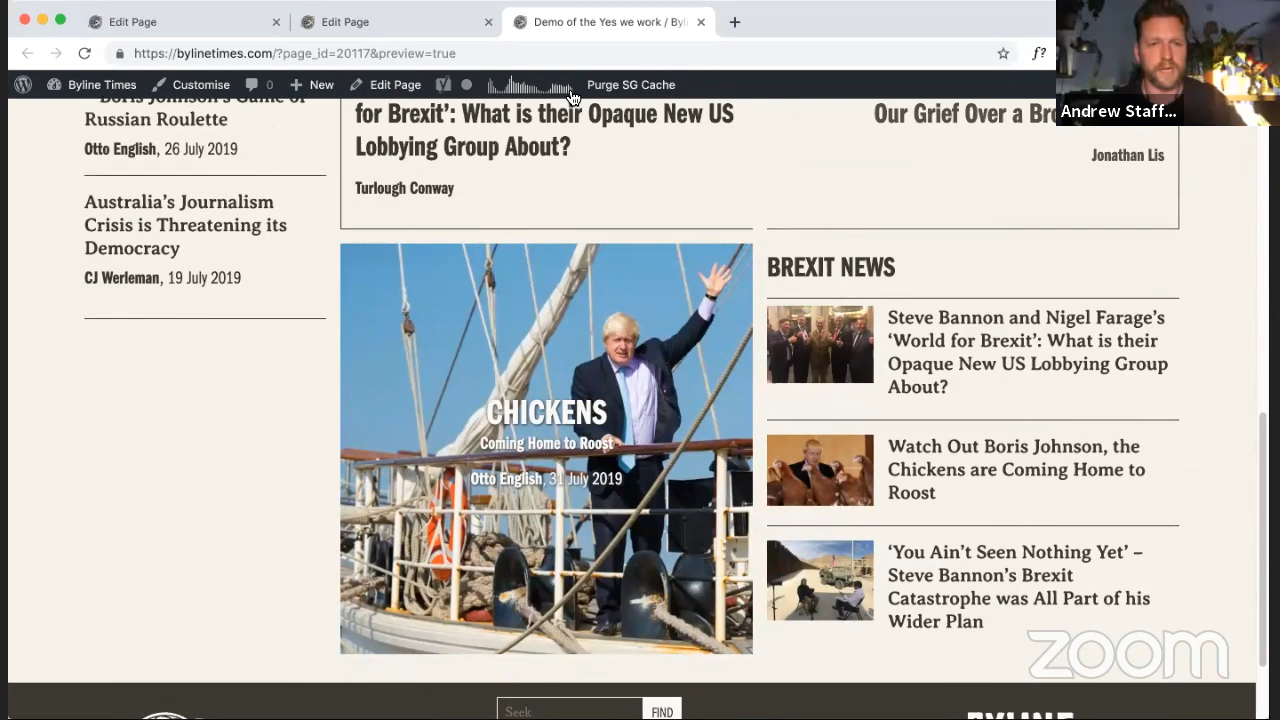 Edit Page
Edit Page
Demo of the Yes we work / Byli
https://bylinetimes.com/?page_id=20117&preview=true
f?
Byline Times
Customise
0
New
Edit Page
Purge SG Cache
Andrew Staff...
Boris Johnson's Game of
Russian Roulette
Otto English, 26 July 2019
Australia's Journalism
Crisis is Threatening its
Democracy
CJ Werleman, 19 July 2019
for Brexit': What is their Opaque New US
Lobbying Group About?
Turlough Conway
Our Grief Over a Br
Jonathan Lis
CHICKENS
Coming Home to Roost
Otto English, 31 July 2019
BREXIT NEWS
Steve Bannon and Nigel Farage's
‘World for Brexit’: What is their
Opaque New US Lobbying Group
About?
Watch Out Boris Johnson, the
Chickens are Coming Home to
Roost
‘You Ain’t Seen Nothing Yet’ –
Steve Bannon’s Brexit
Catastrophe was All Part of his
Wider Plan
zoom
Seek
FIND
BYLINE